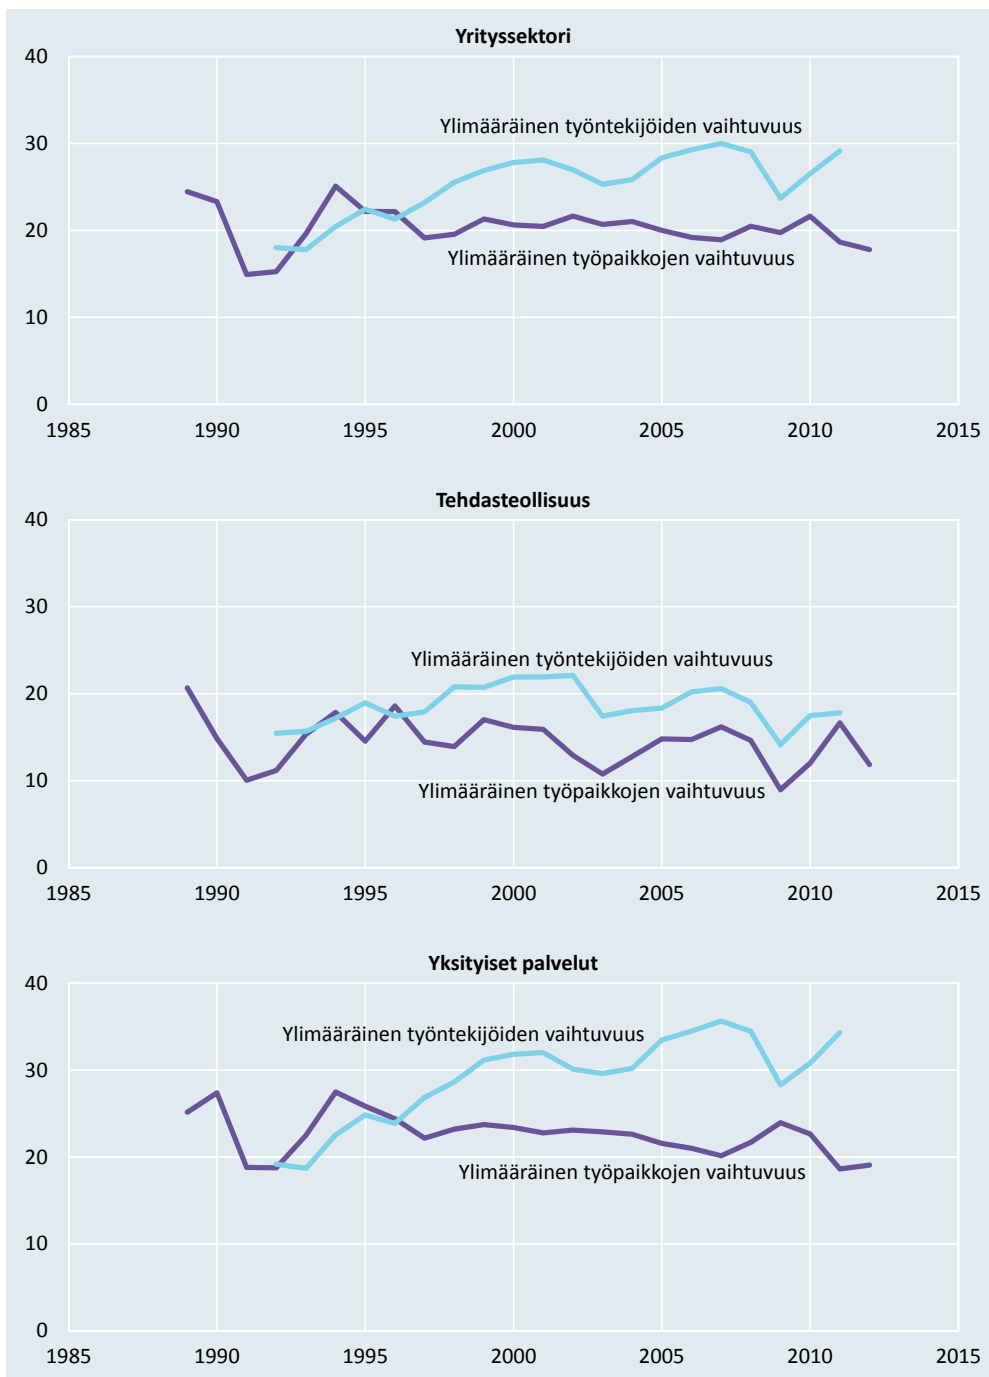 Yrityssektori
40
30
20
10
0
Ylimääräinen työntekijöiden vaihtuvuus
Ylimääräinen työpaikkojen vaihtuvuus
1985 1990 1995 2000 2005 2010 2015
Tehdasteollisuus
40
30
20
10
0
Ylimääräinen työntekijöiden vaihtuvuus
Ylimääräinen työpaikkojen vaihtuvuus
1985 1990 1995 2000 2005 2010 2015
Yksityiset palvelut
40
30
20
10
0
Ylimääräinen työntekijöiden vaihtuvuus
Ylimääräinen työpaikkojen vaihtuvuus
1985 1990 1995 2000 2005 2010 2015